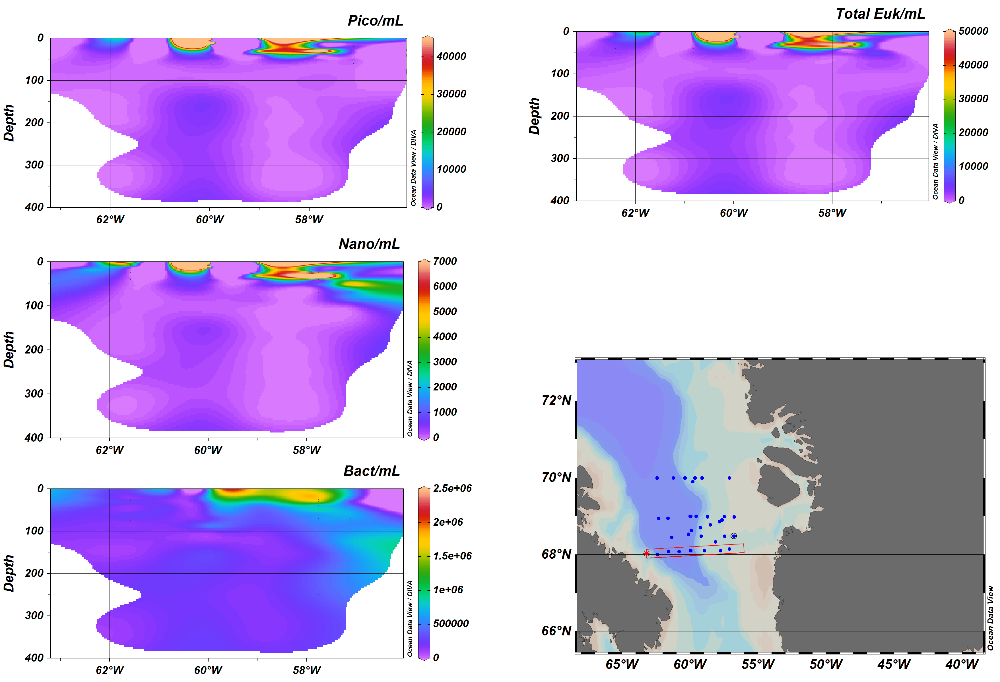 Pico/mL
0
100
200
300
400
Depth
62°W
60°W
58°W
40000
30000
20000
10000
0
Ocean Data View / DIVA
Total Euk/mL
0
100
200
300
400
Depth
62°W
60°W
58°W
50000
40000
30000
20000
10000
0
Ocean Data View / DIVA
Nano/mL
0
100
200
300
400
Depth
62°W
60°W
58°W
7000
6000
5000
4000
3000
2000
1000
0
Ocean Data View / DIVA
Bact/mL
0
100
200
300
400
Depth
62°W
60°W
58°W
2.5e+06
2e+06
1.5e+06
1e+06
500000
0
Ocean Data View / DIVA
72°N
70°N
68°N
66°N
65°W
60°W
55°W
50°W
45°W
40°W
Ocean Data View